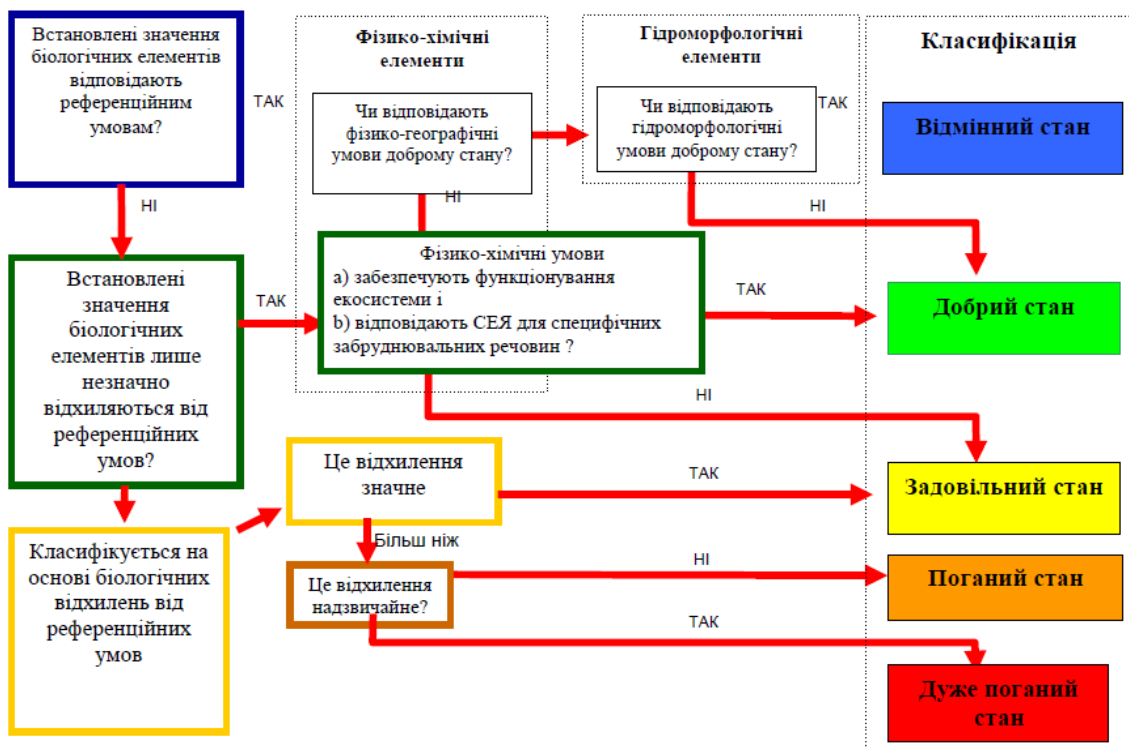 Встановлені значення
біологічних елементів
відповідають
референційним
умовам?
ТАК
НІ
Фізико-хімічні
елементи
Чи відповідають
фізико-географічні
умови доброму стану?
НІ
Гідроморфологічні
елементи
Чи відповідають
гідроморфологічні
умови доброму стану?
ТАК
НІ
Класифікація
Відмінний стан
Встановлені
значення
біологічних
елементів лише
незначно
відхиляються від
референційних
умов?
ТАК
Фізико-хімічні умови
a) забезпечують функціонування
екосистеми і
b) відповідають СЕЯ для специфічних
забруднювальних речовин ?
ТАК
Добрий стан
НІ
Класифікується на
основі біологічних
відхилень від
референційних
умов
Це відхилення
значне
ТАК
Задовільний стан
Більш ніж
Це відхилення
надзвичайне?
НІ
Поганий стан
ТАК
Дуже поганий
стан